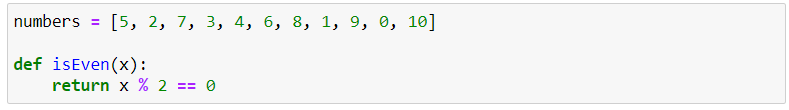 numbers = [5, 2, 7, 3, 4, 6, 8, 1, 9, 0, 10]
def isEven(x):
    return x % 2 == 0